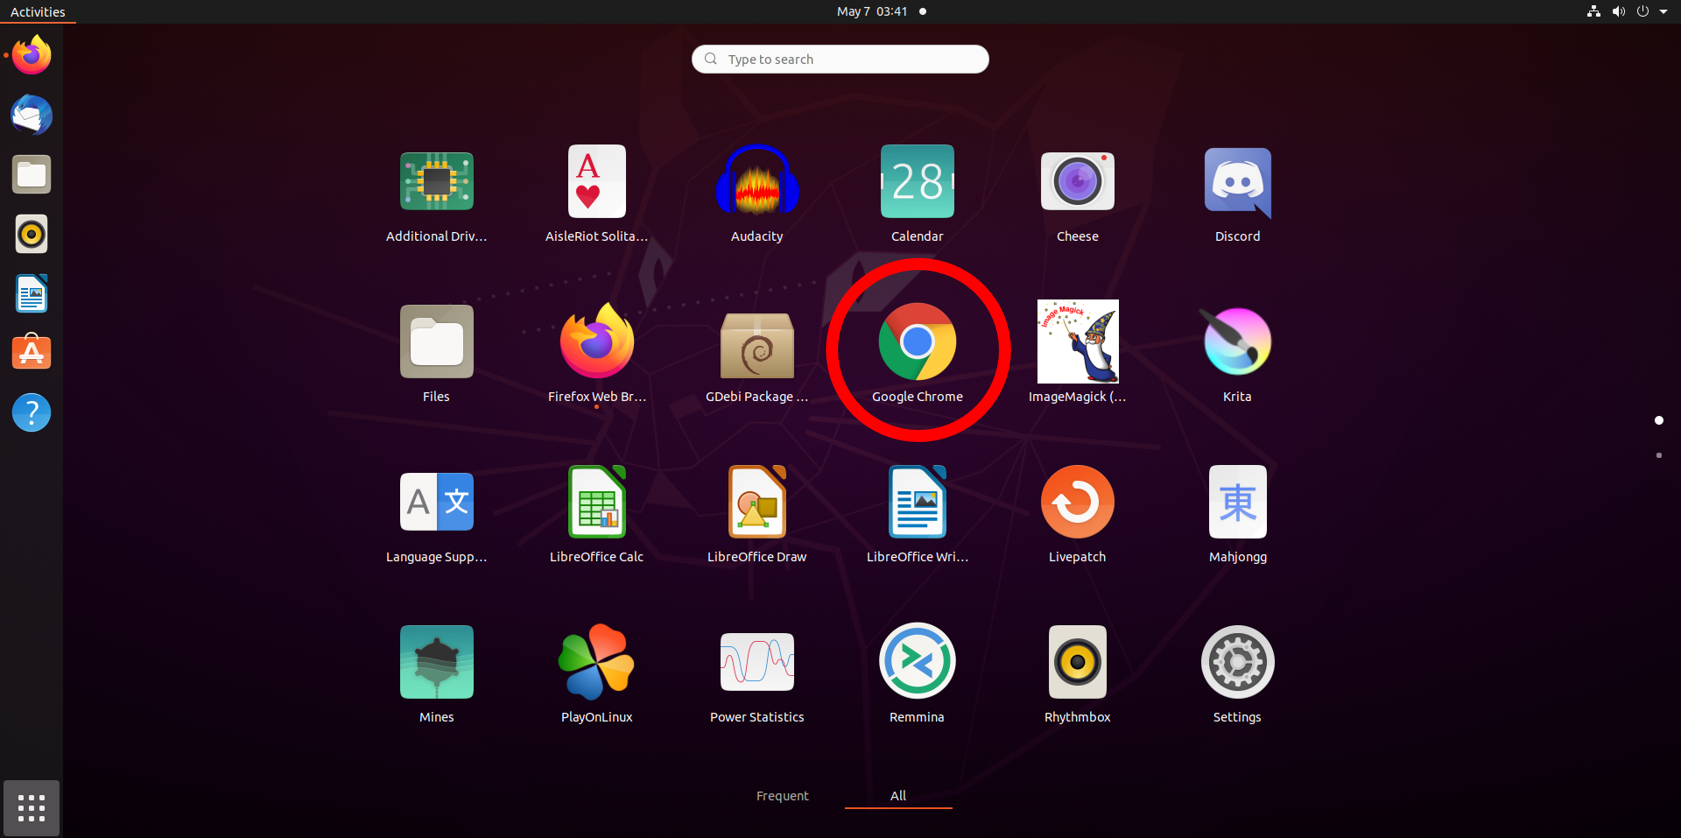 Activities
May 7 03:41
Type to search
A
28
Additional Driv...
AisleRiot Solita...
Audacity
Calendar
Cheese
Discord
Image Magick
Files
Firefox Web Br...
GDebi Package ...
Google Chrome
ImageMagick (...
Krita
?
A 文
東
Language Supp...
LibreOffice Calc
LibreOffice Draw
LibreOffice Wri...
Livepatch
Mahjongg
Mines
PlayOnLinux
Power Statistics
Remmina
Rhythmbox
Settings
Frequent
All